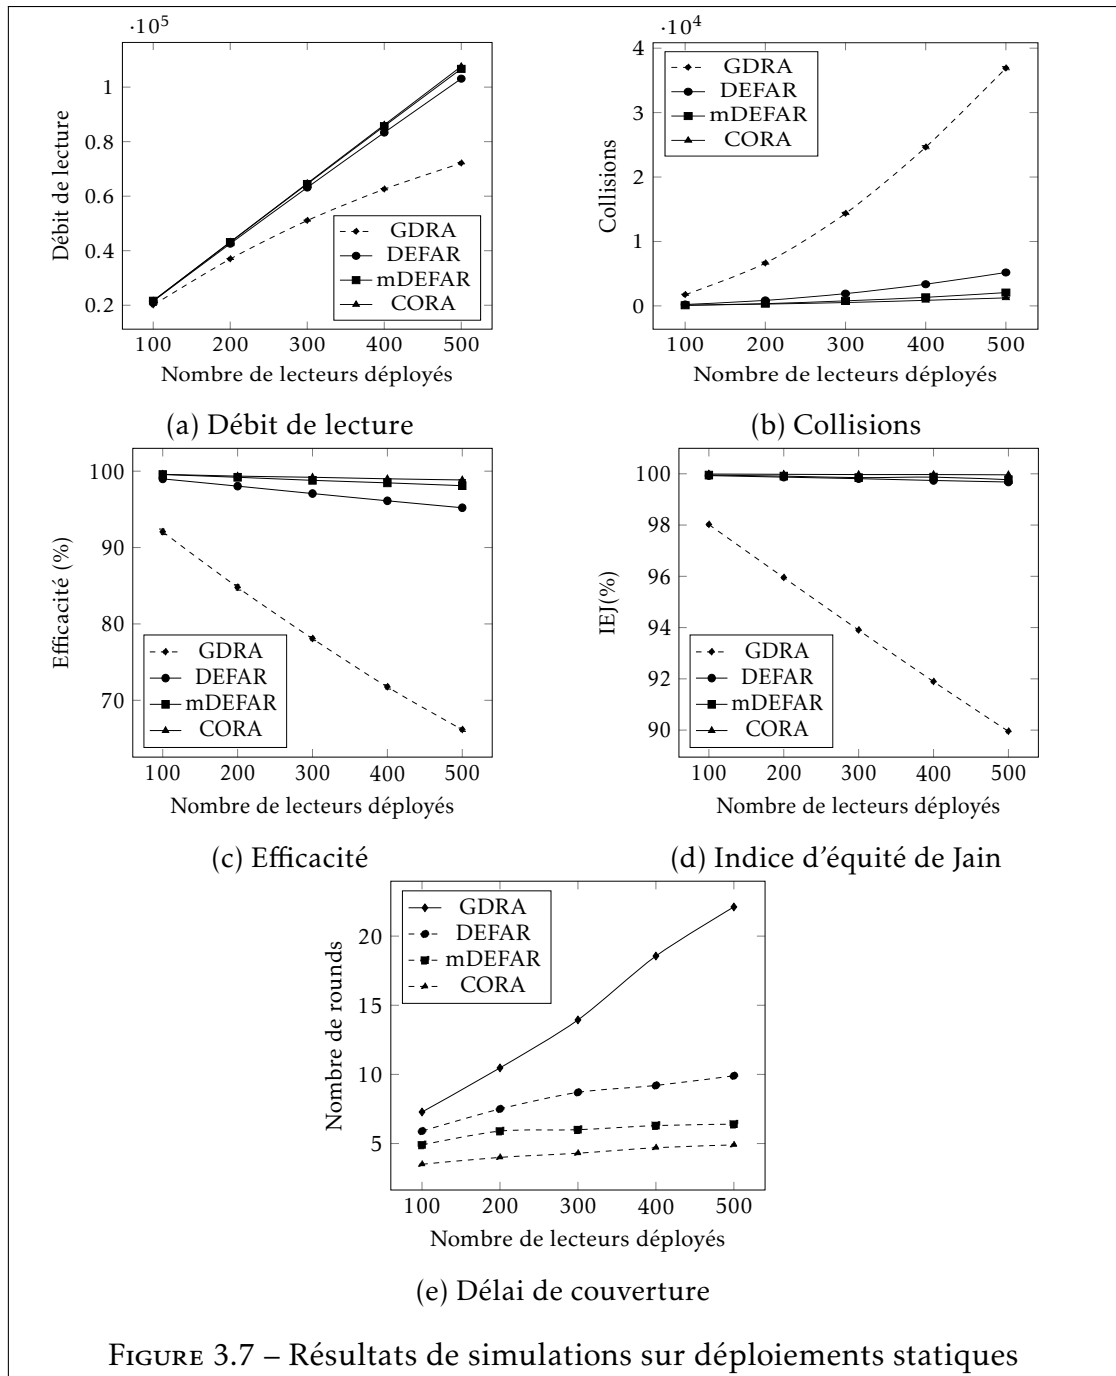 ·10⁵
1
0.8
0.6
0.4
0.2
100 200 300 400 500
Débit de lecture
Nombre de lecteurs déployés
GDRA
DEFAR
mDEFAR
CORA
(a) Débit de lecture
·10⁴
4
3
2
1
0
100 200 300 400 500
Collisions
Nombre de lecteurs déployés
GDRA
DEFAR
mDEFAR
CORA
(b) Collisions
100
90
80
70
100 200 300 400 500
Efficacité (%)
Nombre de lecteurs déployés
GDRA
DEFAR
mDEFAR
CORA
(c) Efficacité
100
98
96
94
92
90
100 200 300 400 500
IEJ(%)
Nombre de lecteurs déployés
GDRA
DEFAR
mDEFAR
CORA
(d) Indice d'équité de Jain
20
15
10
5
100 200 300 400 500
Nombre de rounds
Nombre de lecteurs déployés
GDRA
DEFAR
mDEFAR
CORA
(e) Délai de couverture
Figure 3.7 – Résultats de simulations sur déploiements statiques